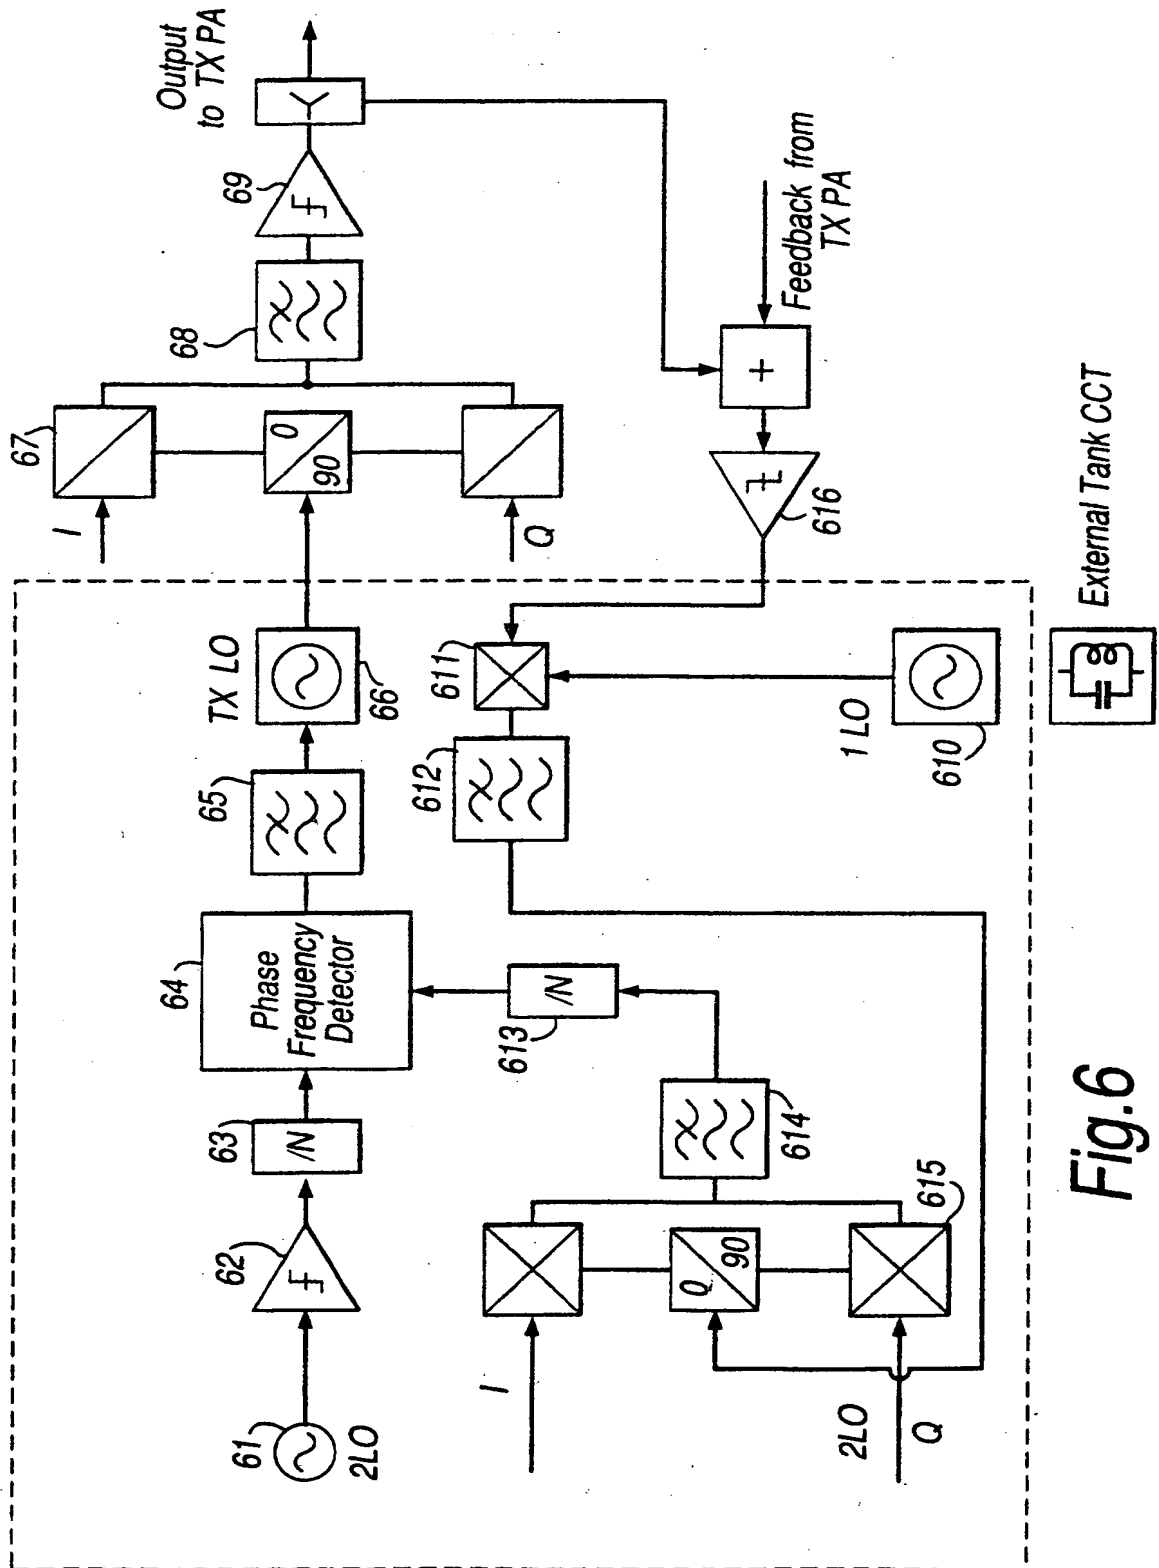 Output
to TX PA
69
68
67
I
0
90
Q
Feedback from
TX PA
+
616
TX LO
66
65
64
Phase
Frequency
Detector
63
/N
62
61
2LO
611
612
1 LO
610
613
/N
614
615
I
Q
90
2LO
Q
External Tank CCT
Fig.6